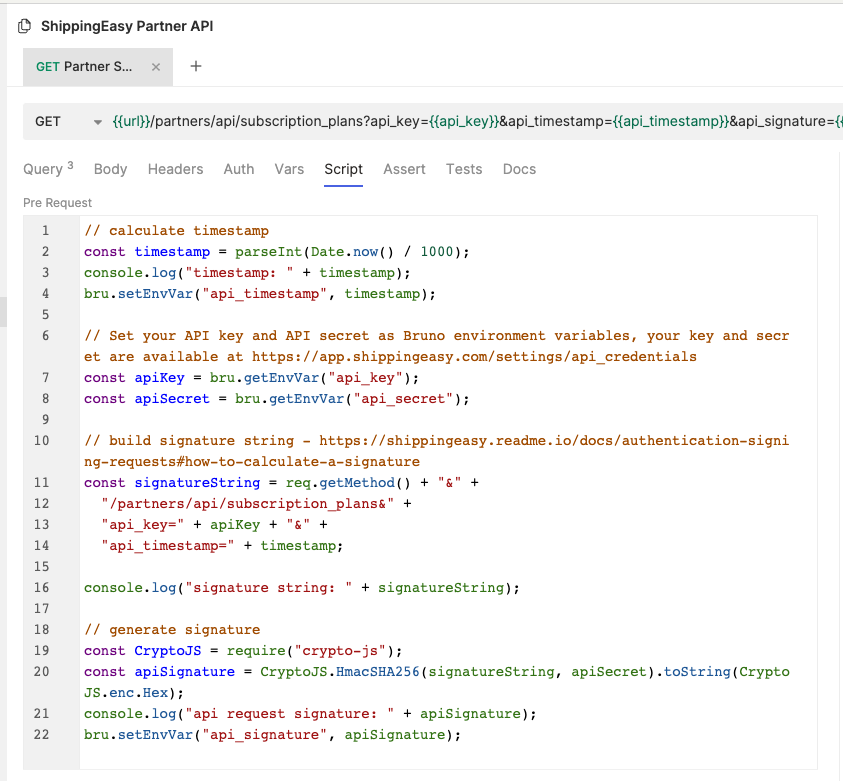 ShippingEasy Partner API
GET Partner S... × +
GET {{url}}/partners/api/subscription_plans?api_key={{api_key}}&api_timestamp={{api_timestamp}}&api_signature={{
Query 3 Body Headers Auth Vars Script Assert Tests Docs
Pre Request
1 // calculate timestamp
2 const timestamp = parseInt(Date.now() / 1000);
3 console.log("timestamp: " + timestamp);
4 bru.setEnvVar("api_timestamp", timestamp);
5
6 // Set your API key and API secret as Bruno environment variables, your key and secr
et are available at https://app.shippingeasy.com/settings/api_credentials
7 const apiKey = bru.getEnvVar("api_key");
8 const apiSecret = bru.getEnvVar("api_secret");
9
10 // build signature string - https://shippingeasy.readme.io/docs/authentication-signi
ng-requests#how-to-calculate-a-signature
11 const signatureString = req.getMethod() + "&" +
12 "/partners/api/subscription_plans&" +
13 "api_key=" + apiKey + "&" +
14 "api_timestamp=" + timestamp;
15
16 console.log("signature string: " + signatureString);
17
18 // generate signature
19 const CryptoJS = require("crypto-js");
20 const apiSignature = CryptoJS.HmacSHA256(signatureString, apiSecret).toString(Crypto
JS.enc.Hex);
21 console.log("api request signature: " + apiSignature);
22 bru.setEnvVar("api_signature", apiSignature);